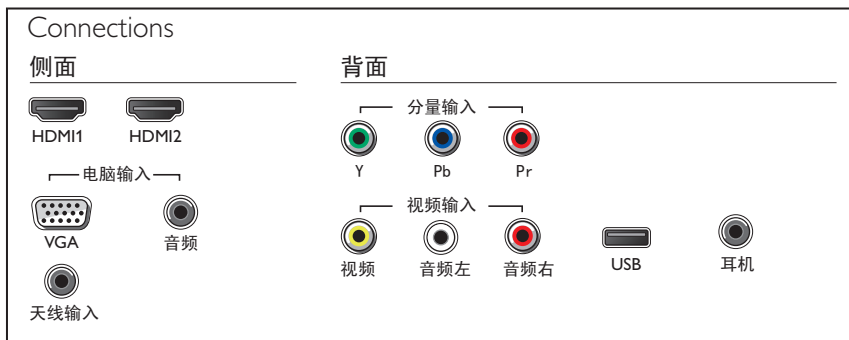 Connections
侧面
HDMI1 HDMI2
电脑输入
VGA 音频
天线输入
背面
分量输入
Y Pb Pr
视频输入
视频 音频左 音频右 USB 耳机